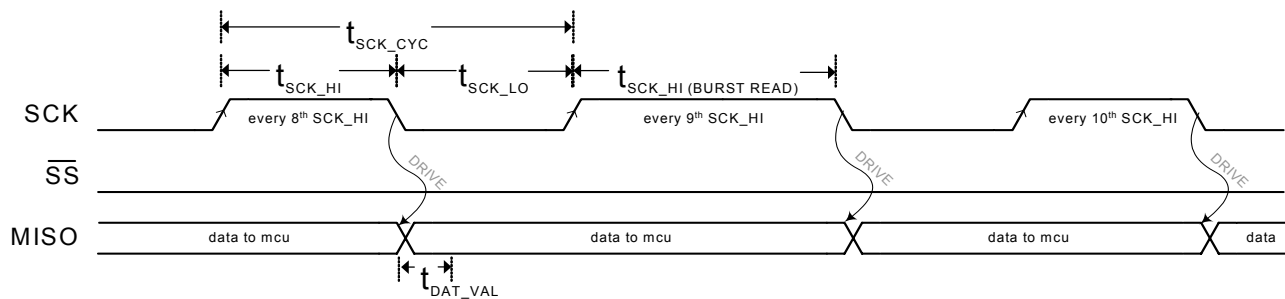 tSCK_CYC
tSCK_HI tSCK_LO tSCK_HI (BURST READ)
SCK every 8th SCK_HI every 9th SCK_HI every 10th SCK_HI
DRIVE DRIVE DRIVE
SS
MISO data to mcu data to mcu data to mcu data
tDAT_VAL